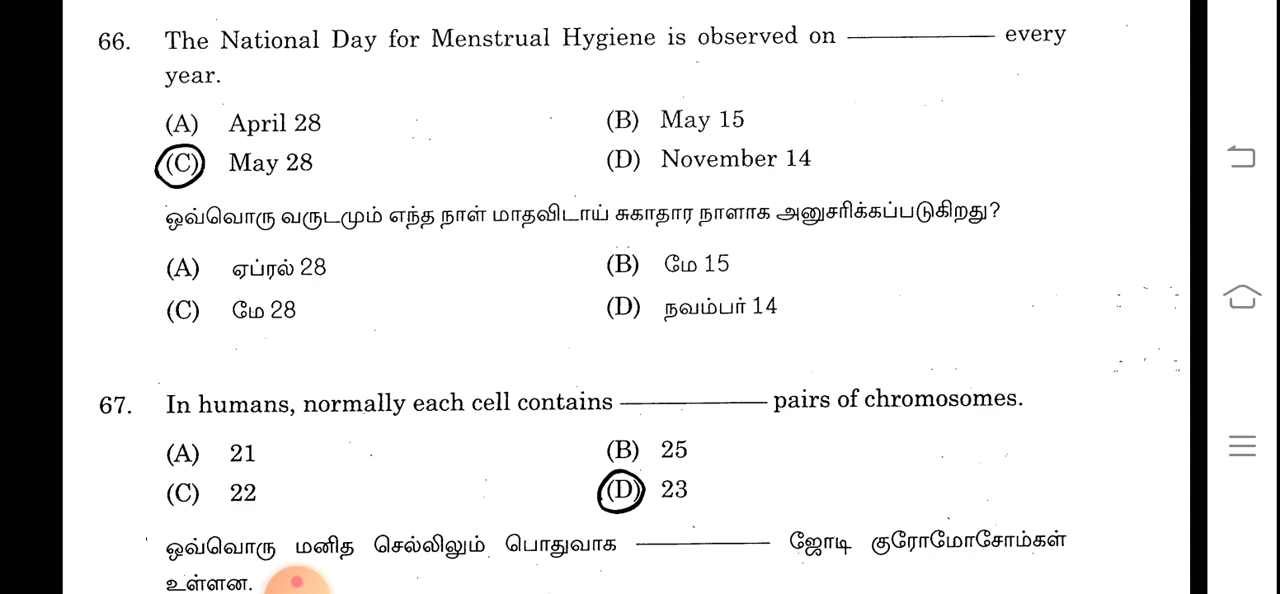 66. The National Day for Menstrual Hygiene is observed on ———— every
year.
(A) April 28 (B) May 15
(C) May 28 (D) November 14
ஒவ்வொரு வருடமும் எந்த நாள் மாதவிடாய் சுகாதார நாளாக அனுசரிக்கப்படுகிறது?
(A) ஏப்ரல் 28 (B) மே 15
(C) மே 28 (D) நவம்பர் 14
67. In humans, normally each cell contains ———— pairs of chromosomes.
(A) 21 (B) 25
(C) 22 (D) 23
ஒவ்வொரு மனித செல்லிலும் பொதுவாக ———— ஜோடி குரோமோசோம்கள்
உள்ளன.